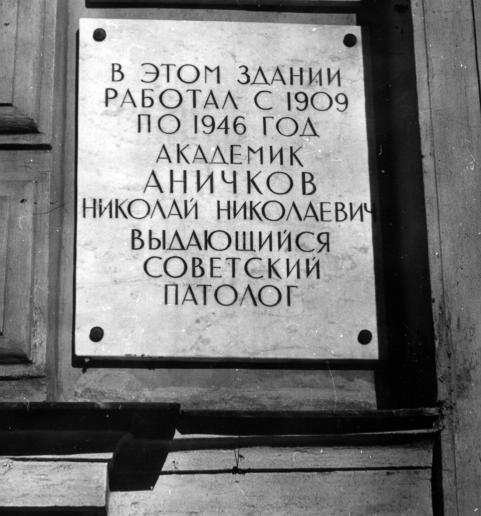 В ЭТОМ ЗДАНИИ
РАБОТАЛ С 1909
ПО 1946 ГОД
АКАДЕМИК
АНИЧКОВ
НИКОЛАЙ НИКОЛАЕВИЧ
ВЫДАЮЩИЙСЯ
СОВЕТСКИЙ
ПАТОЛОГ